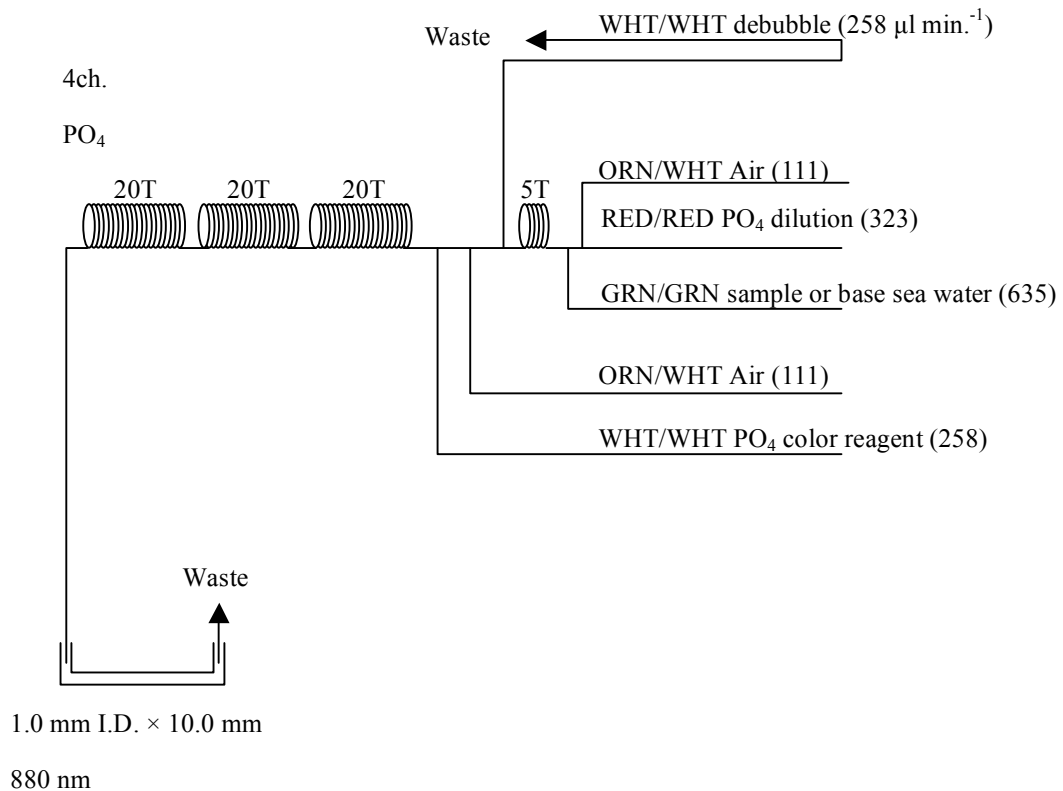 WHT/WHT debubble (258 μl min.⁻¹)
Waste
4ch.
PO₄
20T 20T 20T 5T
ORN/WHT Air (111)
RED/RED PO₄ dilution (323)
GRN/GRN sample or base sea water (635)
ORN/WHT Air (111)
WHT/WHT PO₄ color reagent (258)
Waste
1.0 mm I.D. × 10.0 mm
880 nm